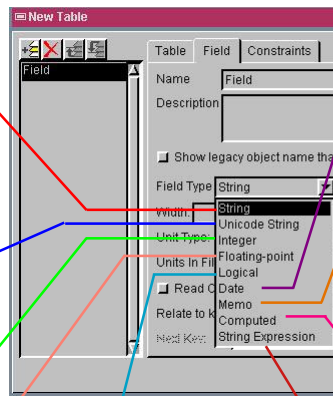 New Table
Table Field Constraints
Field
Name Field
Description
Show legacy object name tha
Field Type String
Width:
String
Unicode String
Unit Type:
Integer
Units In Fil
Floating-point
Logical
Read O
Date
Memo
Relate to k
Computed
Next Key:
String Expression